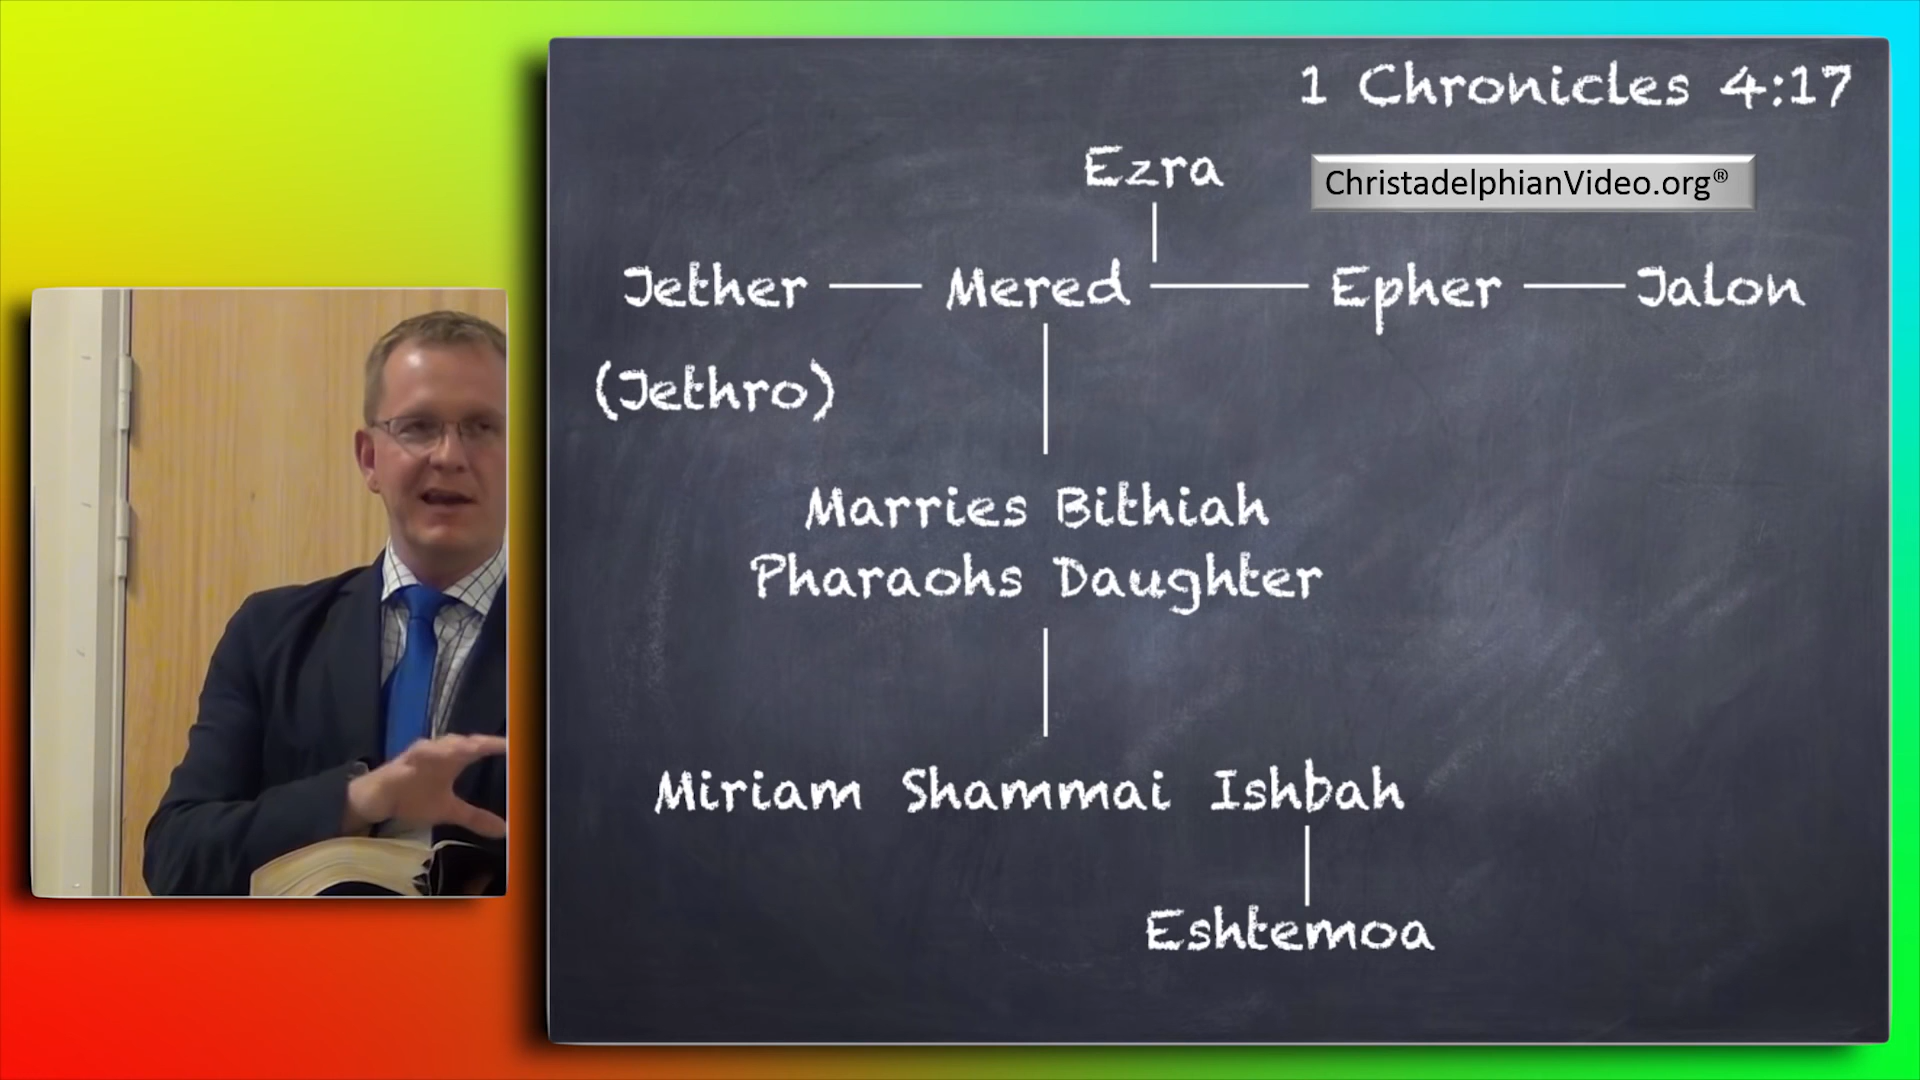 1 Chronicles 4:17
Ezra
ChristadelphianVideo.org®
Jether Mered Epher Jalon
(Jethro)
Marries Bithiah
Pharaohs Daughter
Miriam Shammai Ishbah
Eshtemoa